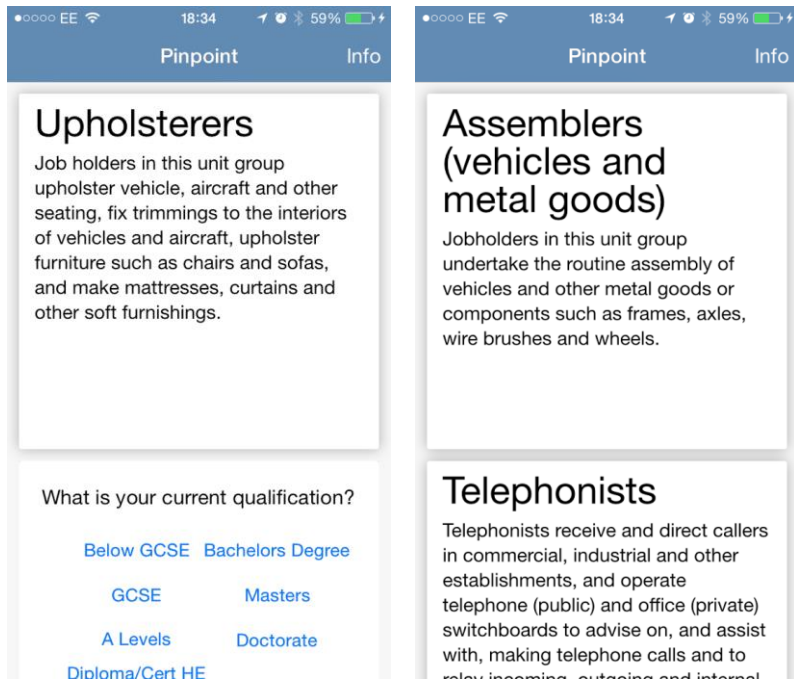 EE 18:34 59%
Pinpoint Info
Upholsterers
Job holders in this unit group
upholster vehicle, aircraft and other
seating, fix trimmings to the interiors
of vehicles and aircraft, upholster
furniture such as chairs and sofas,
and make mattresses, curtains and
other soft furnishings.
What is your current qualification?
Below GCSE Bachelors Degree
GCSE Masters
A Levels Doctorate
Diploma/Cert HE
EE 18:34 59%
Pinpoint Info
Assemblers
(vehicles and
metal goods)
Jobholders in this unit group
undertake the routine assembly of
vehicles and other metal goods or
components such as frames, axles,
wire brushes and wheels.
Telephonists
Telephonists receive and direct callers
in commercial, industrial and other
establishments, and operate
telephone (public) and office (private)
switchboards to advise on, and assist
with, making telephone calls and to
relay incoming, outgoing and internal